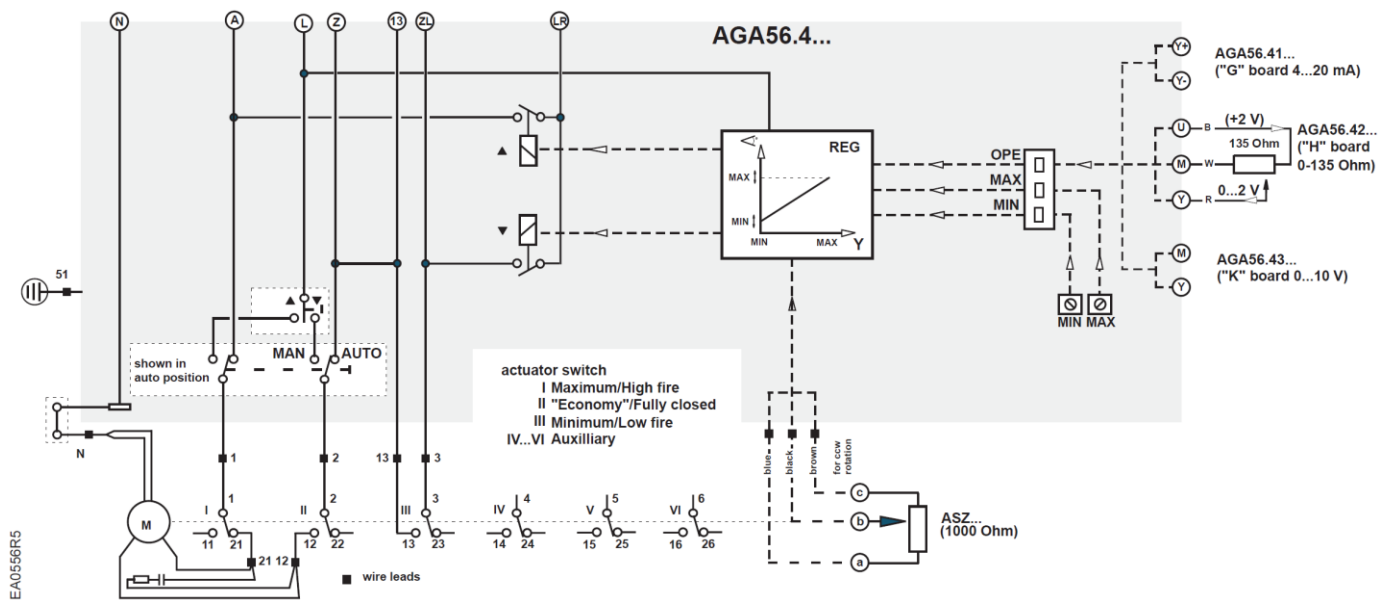 N A L Z 13 ZL LR
AGA56.4...
Y+
Y-
AGA56.41...
("G" board 4...20 mA)
U B (+2 V)
135 Ohm
M W
0...2 V
Y R
AGA56.42...
("H" board
0-135 Ohm)
M
Y
AGA56.43...
("K" board 0...10 V)
REG
MAX
MIN
MIN MAX Y
OPE
MAX
MIN
MIN MAX
51
shown in
auto position
MAN AUTO
actuator switch
I Maximum/High fire
II "Economy"/Fully closed
III Minimum/Low fire
IV...VI Auxilliary
N
1 2 13 3
blue
black
brown
for ccw
rotation
I 1 II 2 III 3 IV 4 V 5 VI 6
M
11 21 12 22 13 23 14 24 15 25 16 26
21 12
wire leads
c
b
a
ASZ...
(1000 Ohm)
EA0556R5